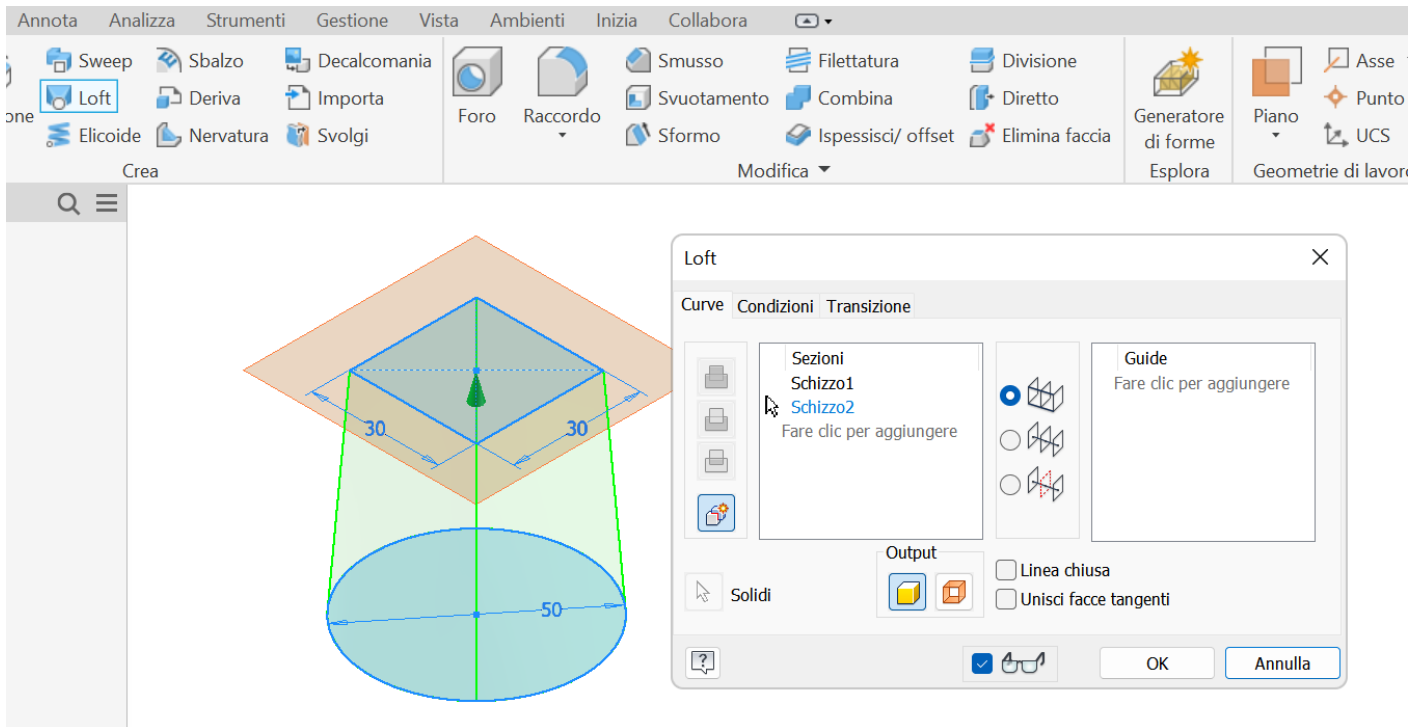 Annota Analizza Strumenti Gestione Vista Ambienti Inizia Collabora
Sweep Sbalzo Decalcomania Smusso Filettatura Divisione Asse
Loft Deriva Importa Svuotamento Combina Diretto Punto
one Foro Raccordo Generatore Piano
Elicoide Nervatura Svolgi Sformo Ispessisci/ offset Elimina faccia di forme UCS
Crea Modifica Esplora Geometrie di lavoro
Loft
Curve Condizioni Transizione
Sezioni Guide
Schizzo1 Fare clic per aggiungere
Schizzo2
Fare clic per aggiungere
30 30
Output
Linea chiusa
Solidi Unisci facce tangenti
50
? OK Annulla